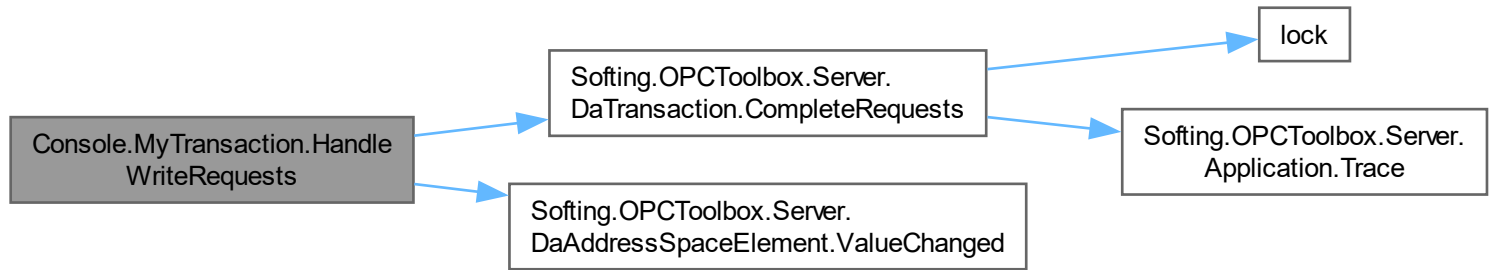 Console.MyTransaction.Handle
WriteRequests
Softing.OPCToolbox.Server.
DaTransaction.CompleteRequests
lock
Softing.OPCToolbox.Server.
Application.Trace
Softing.OPCToolbox.Server.
DaAddressSpaceElement.ValueChanged